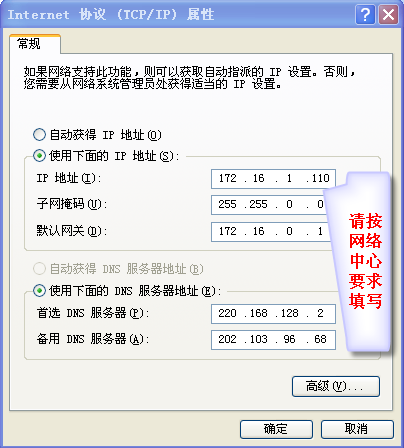 Internet 协议 (TCP/IP) 属性
常规
如果网络支持此功能，则可以获取自动指派的 IP 设置。否则，
您需要从网络系统管理员处获得适当的 IP 设置。
自动获得 IP 地址(O)
使用下面的 IP 地址(S):
IP 地址(I): 172 . 16 . 1 .110
子网掩码(U): 255 .255 . 0 . 0
默认网关(D): 172 . 16 . 0 . 1
自动获得 DNS 服务器地址(B)
使用下面的 DNS 服务器地址(E):
首选 DNS 服务器(P): 220 .168 .128 . 2
备用 DNS 服务器(A): 202 .103 . 96 . 68
请按
网络
中心
要求
填写
高级(V)...
确定 取消